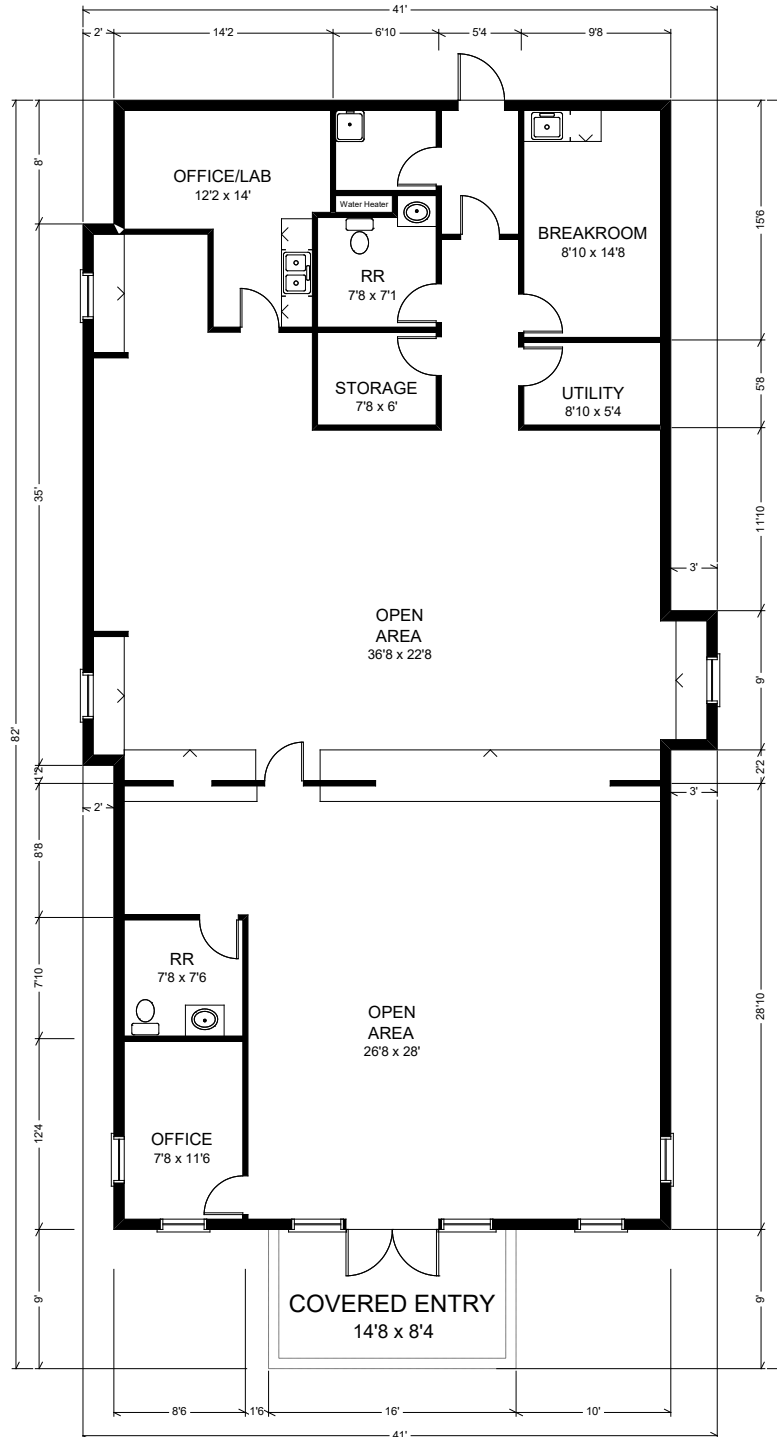 41'
2'
14'2
6'10
5'4
9'8
8'
OFFICE/LAB
12'2 x 14'
Water Heater
BREAKROOM
8'10 x 14'8
15'6
RR
7'8 x 7'1
STORAGE
7'8 x 6'
UTILITY
8'10 x 5'4
5'8
35'
11'10
3'
OPEN
AREA
36'8 x 22'8
9'
82'
1'2
2'2
2'
3'
8'8
RR
7'8 x 7'6
7'10
OPEN
AREA
26'8 x 28'
28'10
12'4
OFFICE
7'8 x 11'6
9'
COVERED ENTRY
14'8 x 8'4
9'
8'6
1'6
16'
10'
41'